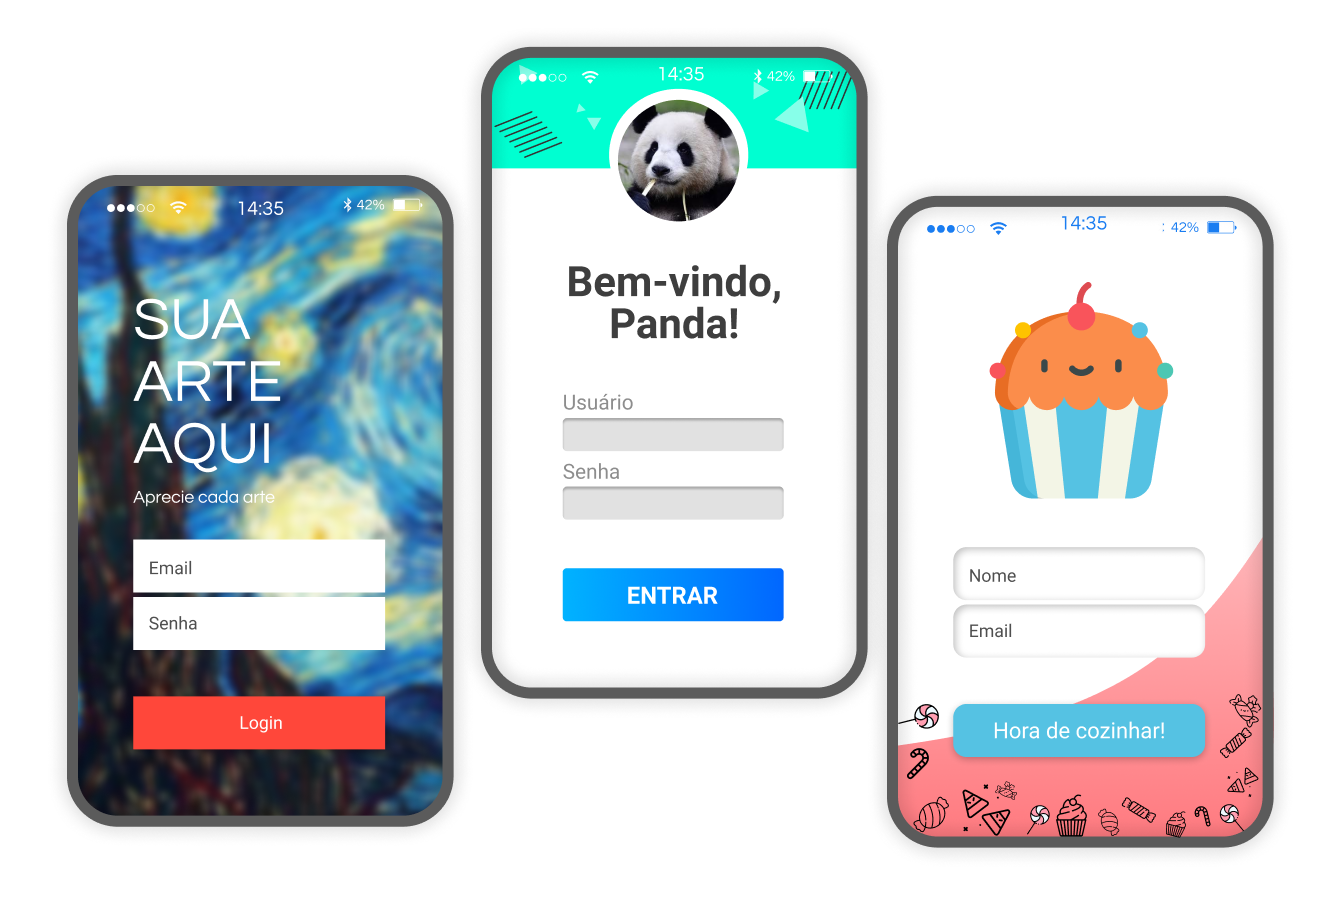 14:35
42%
SUA
ARTE
AQUI
Aprecie cada arte
Email
Senha
Login
14:35
42%
Bem-vindo,
Panda!
Usuário
Senha
ENTRAR
14:35
: 42%
Nome
Email
Hora de cozinhar!